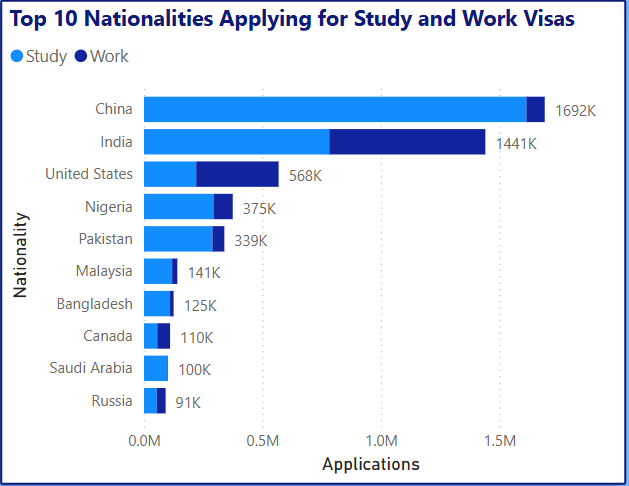 Top 10 Nationalities Applying for Study and Work Visas
Study Work
China 1692K
India 1441K
United States 568K
Nigeria 375K
Pakistan 339K
Malaysia 141K
Bangladesh 125K
Canada 110K
Saudi Arabia 100K
Russia 91K
Nationality
0.0M 0.5M 1.0M 1.5M
Applications